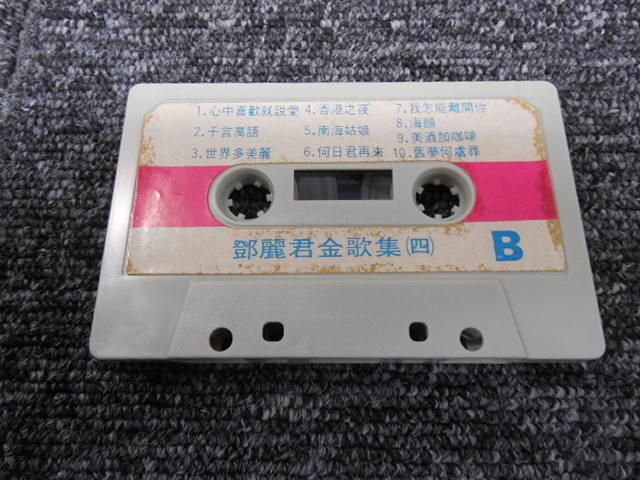 1.心中喜歡就説愛
2.千言萬語
3.世界多美麗
4.香港之夜
5.南海姑娘
6.何日君再來
7.我怎能離開你
8.海韻
9.美酒加咖啡
10.舊夢何處尋
鄧麗君金歌集(四)
B